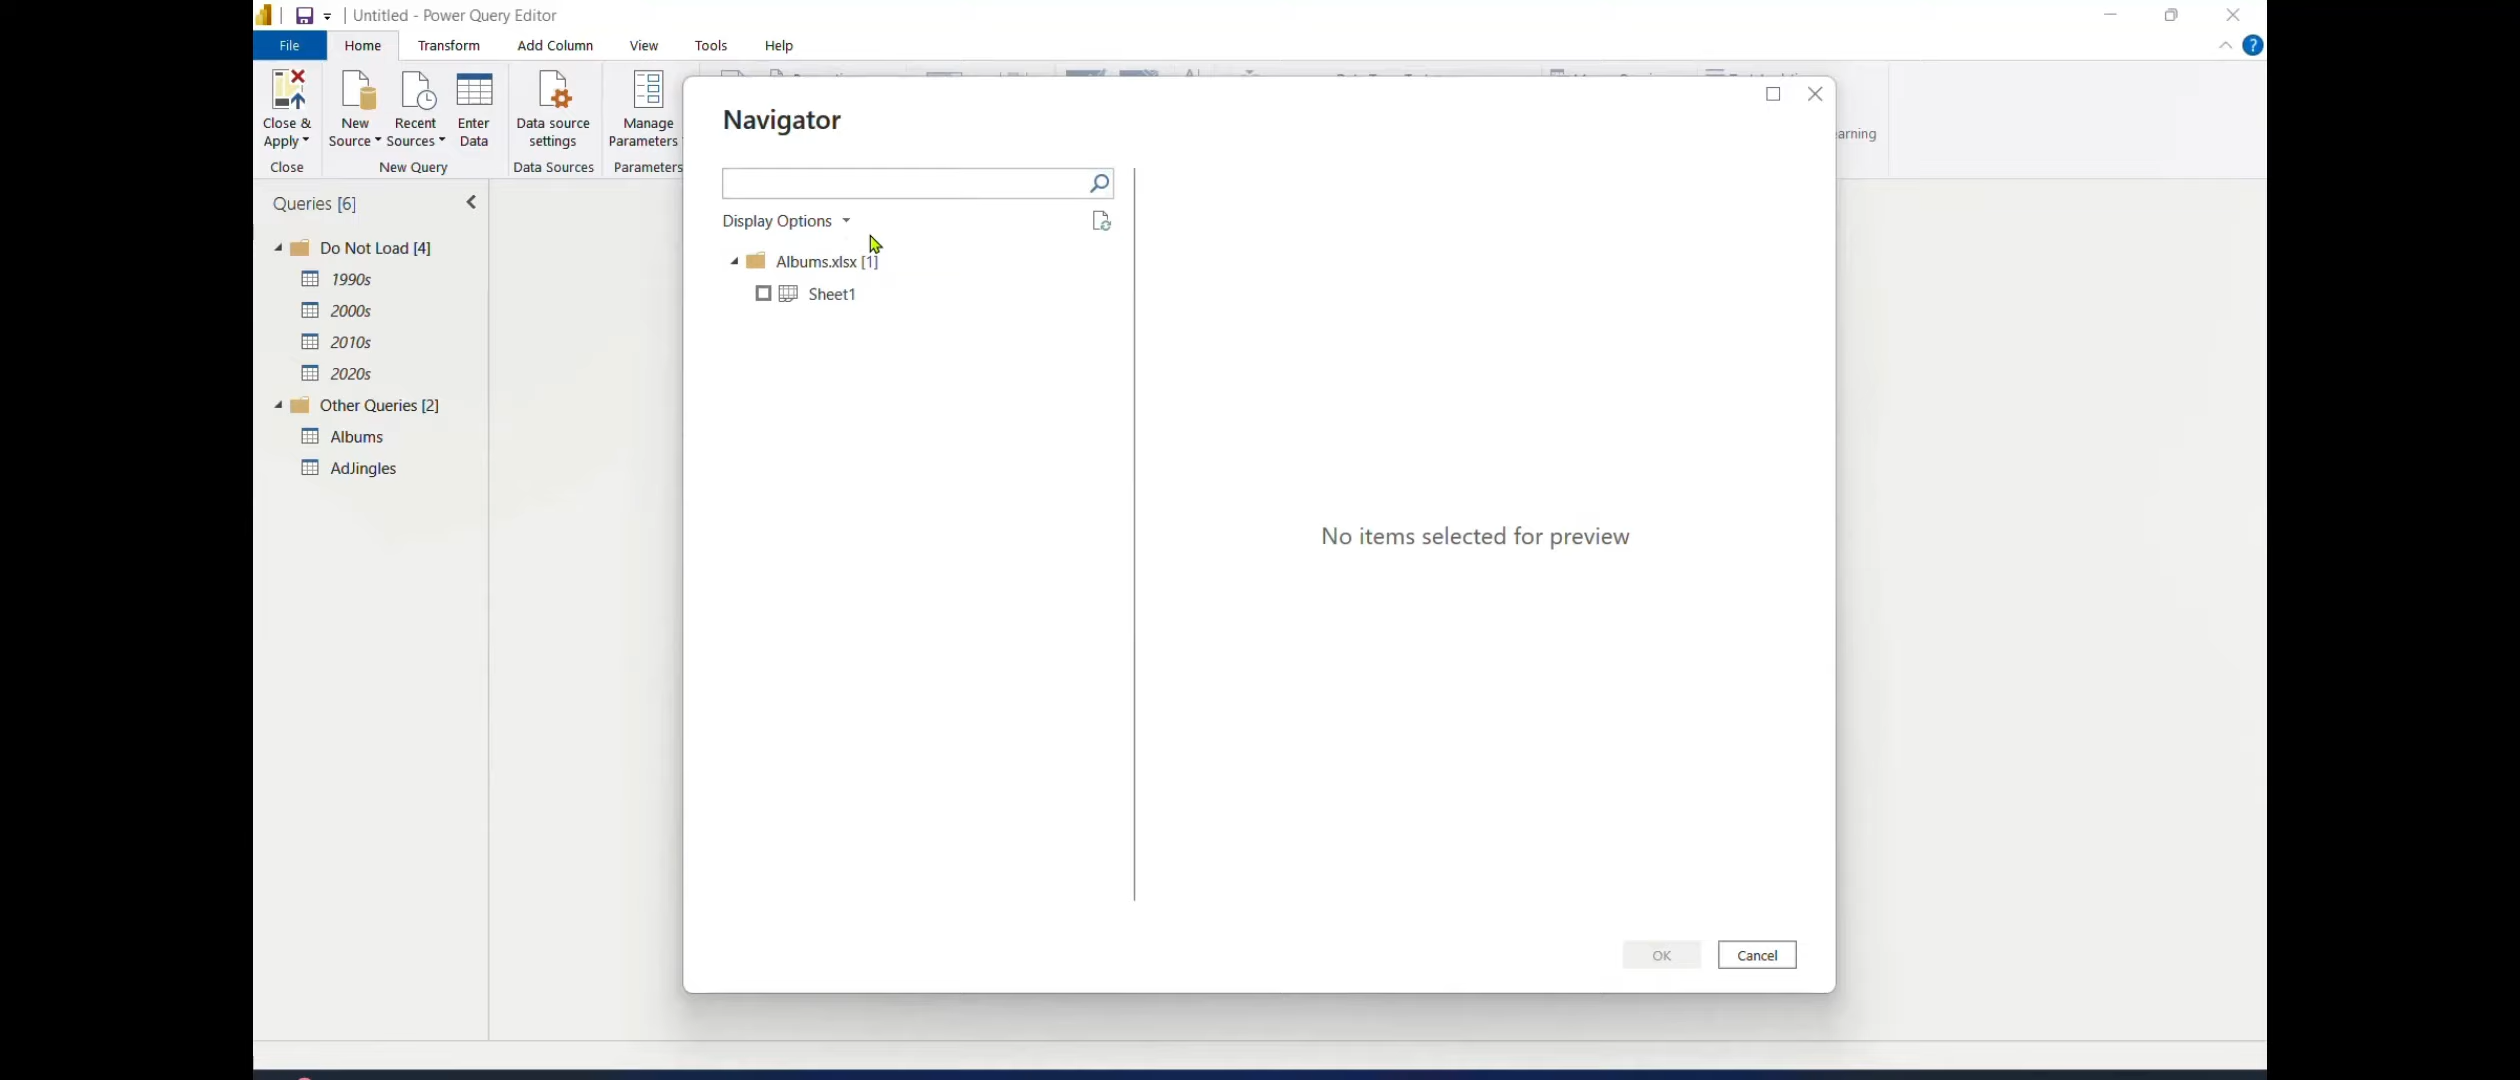 Untitled - Power Query Editor
File Home Transform Add Column View Tools Help
Close & Apply
New Source
Recent Sources
Enter Data
Data source settings
Manage Parameters
Close New Query Data Sources Parameters
Navigator
Queries [6]
Do Not Load [4]
1990s
2000s
2010s
2020s
Other Queries [2]
Albums
AdJingles
Display Options
Albums.xlsx [1]
Sheet1
No items selected for preview
OK Cancel